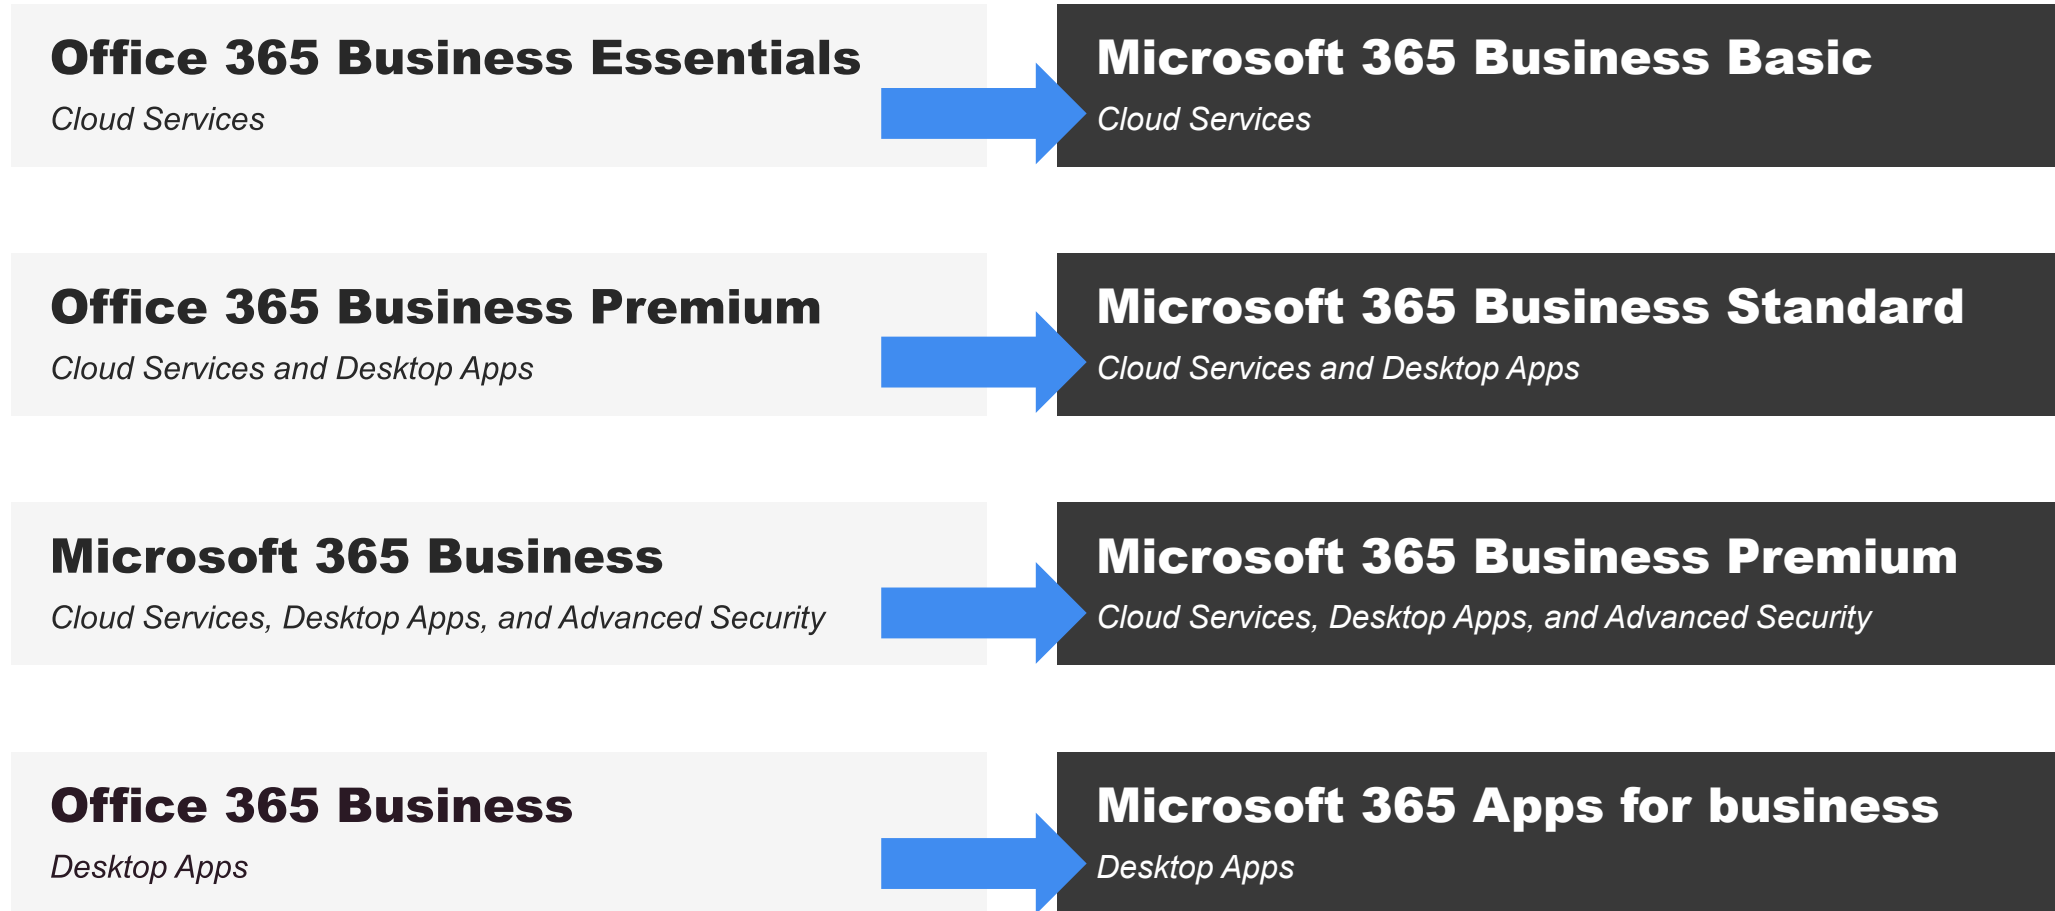 Office 365 Business Essentials
Cloud Services
Microsoft 365 Business Basic
Cloud Services
Office 365 Business Premium
Cloud Services and Desktop Apps
Microsoft 365 Business Standard
Cloud Services and Desktop Apps
Microsoft 365 Business
Cloud Services, Desktop Apps, and Advanced Security
Microsoft 365 Business Premium
Cloud Services, Desktop Apps, and Advanced Security
Office 365 Business
Desktop Apps
Microsoft 365 Apps for business
Desktop Apps